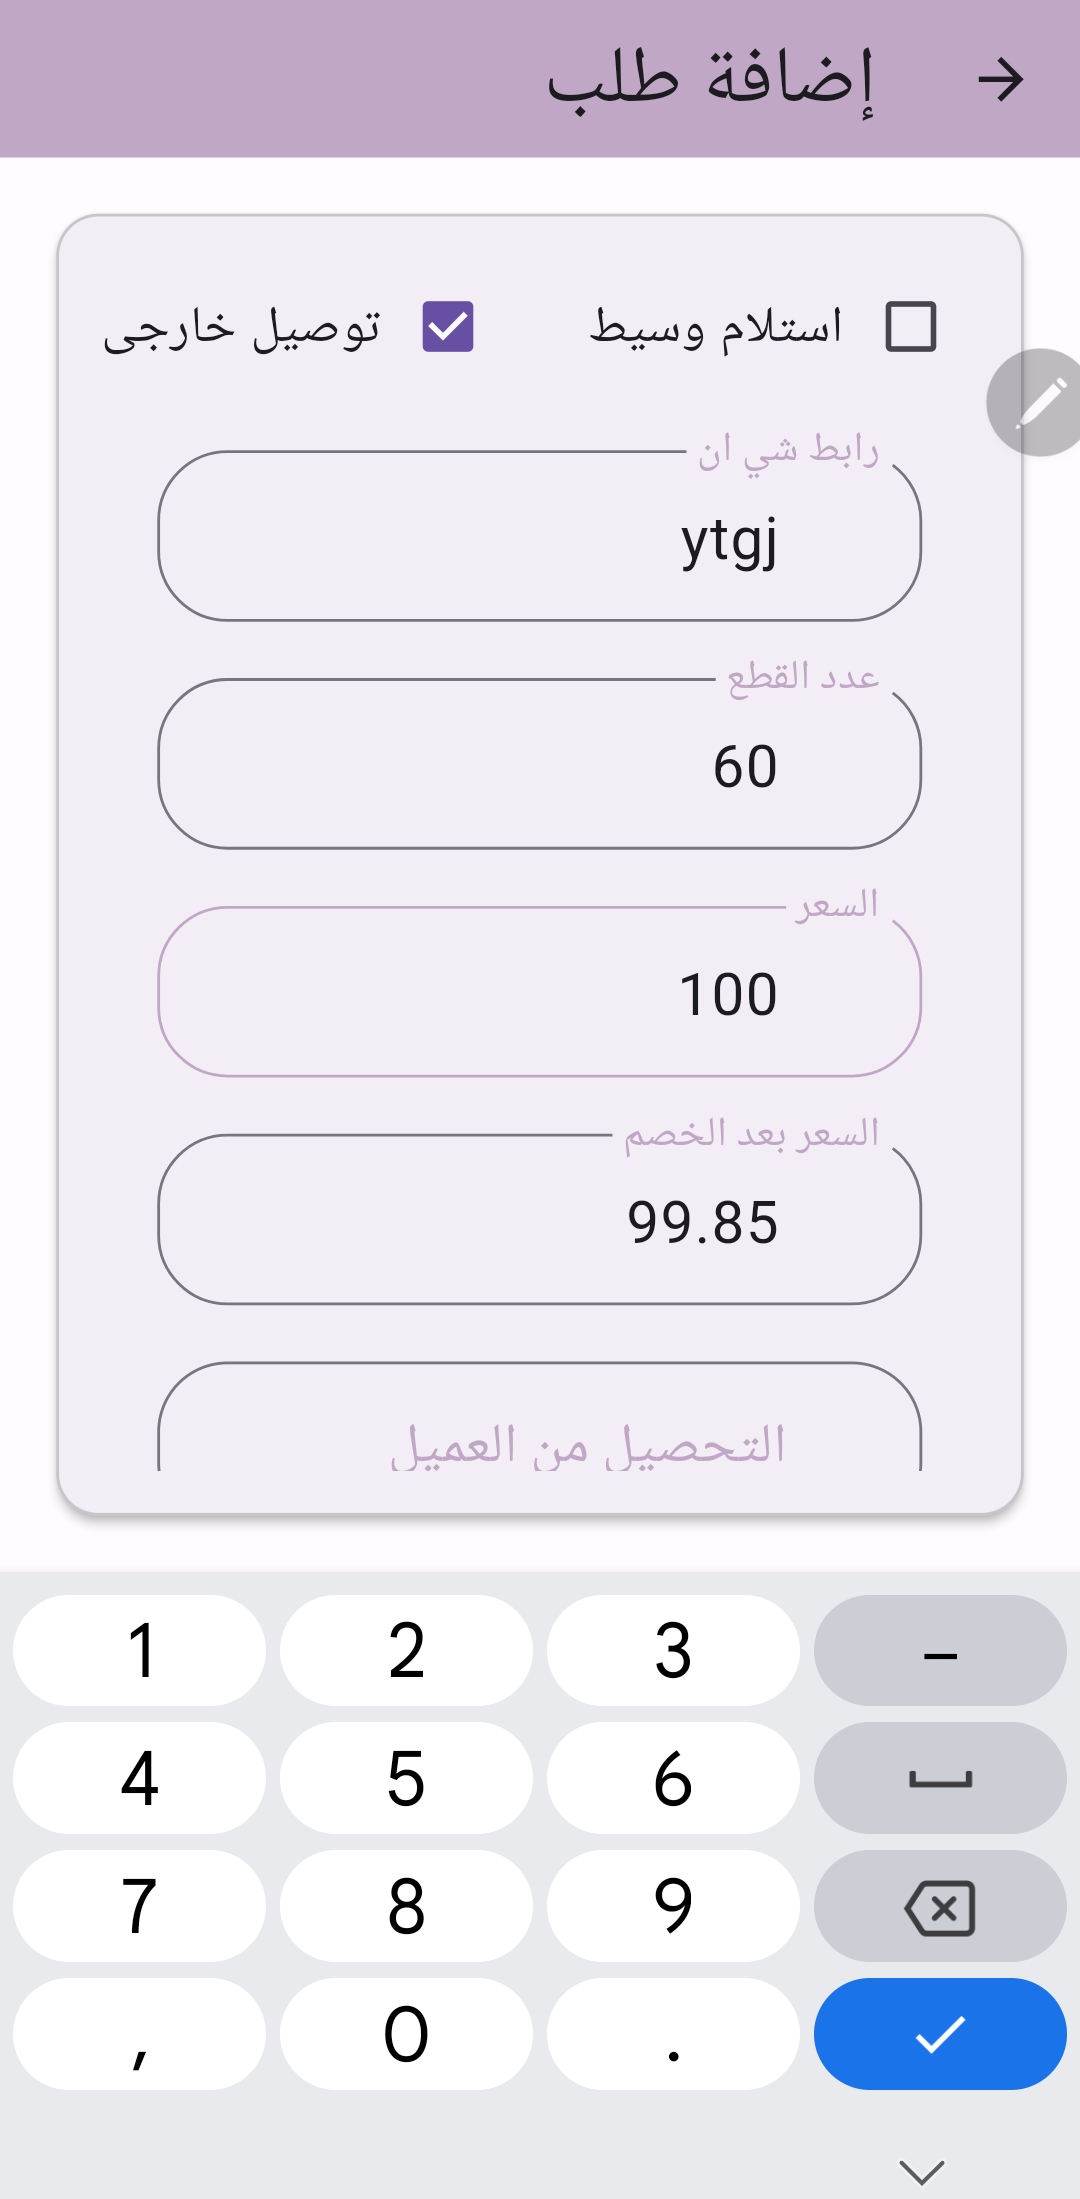 إضافة طلب
استلام وسيط
توصيل خارجى
رابط شي ان
ytgj
عدد القطع
60
السعر
100
السعر بعد الخصم
99.85
التحصيل من العميل
1 2 3 –
4 5 6
7 8 9
, 0 .